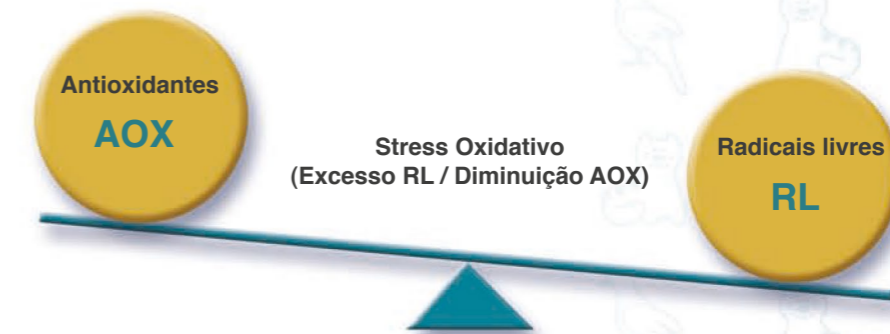 Antioxidantes
AOX
Stress Oxidativo
(Excesso RL / Diminuição AOX)
Radicais livres
RL